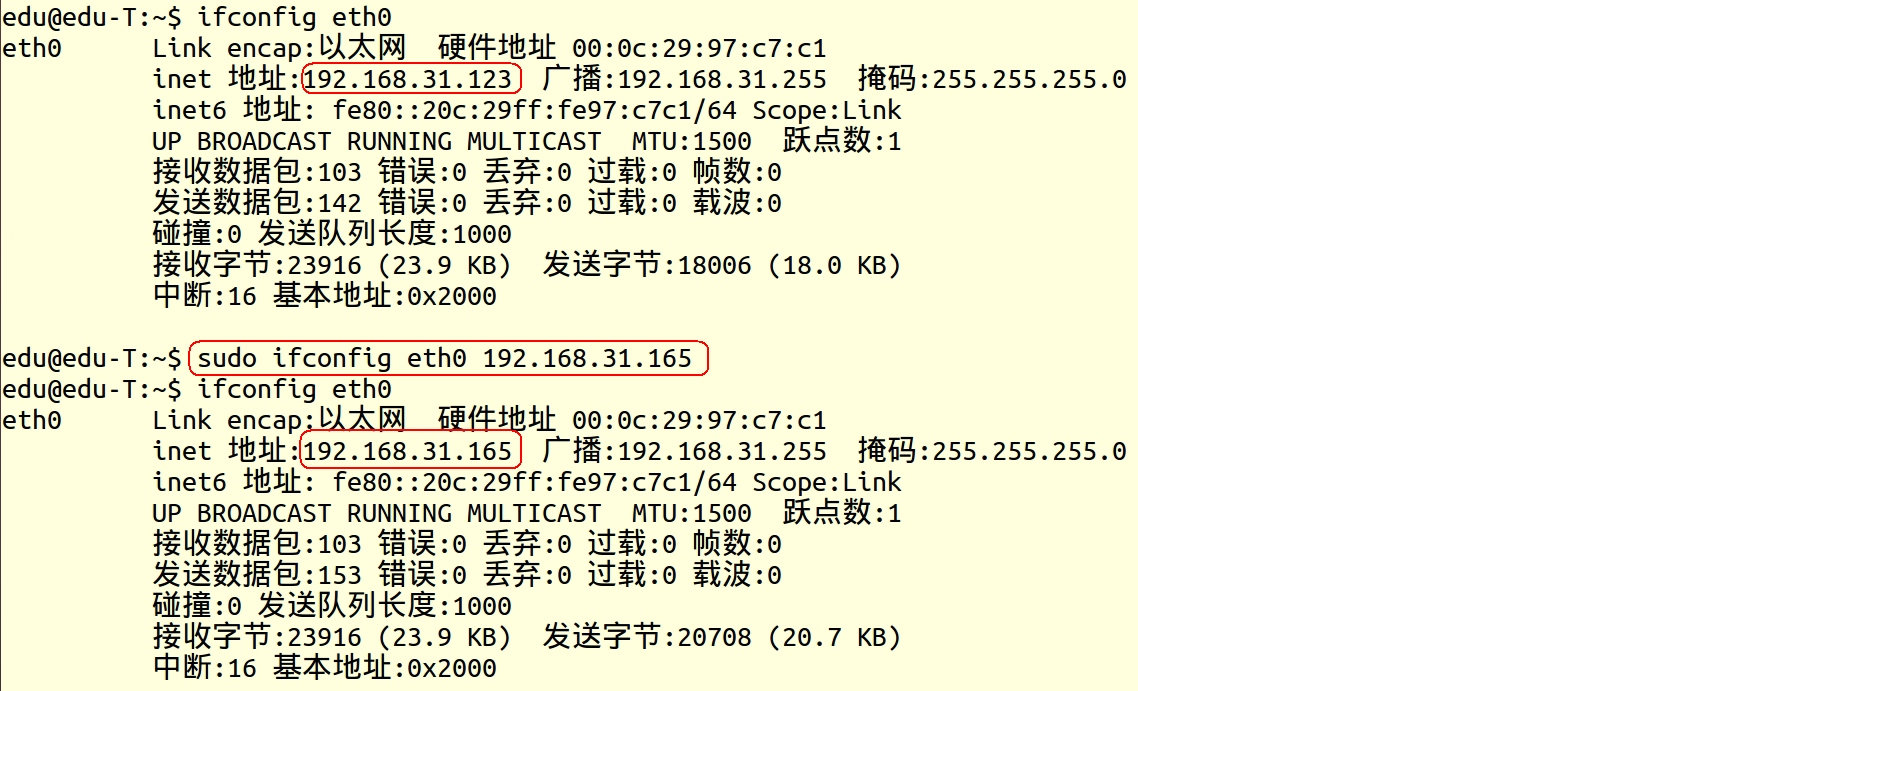 edu@edu-T:~$ ifconfig eth0
eth0      Link encap:以太网  硬件地址 00:0c:29:97:c7:c1
          inet 地址:192.168.31.123  广播:192.168.31.255  掩码:255.255.255.0
          inet6 地址: fe80::20c:29ff:fe97:c7c1/64 Scope:Link
          UP BROADCAST RUNNING MULTICAST  MTU:1500  跃点数:1
          接收数据包:103 错误:0 丢弃:0 过载:0 帧数:0
          发送数据包:142 错误:0 丢弃:0 过载:0 载波:0
          碰撞:0 发送队列长度:1000
          接收字节:23916 (23.9 KB)  发送字节:18006 (18.0 KB)
          中断:16 基本地址:0x2000
edu@edu-T:~$ sudo ifconfig eth0 192.168.31.165
edu@edu-T:~$ ifconfig eth0
eth0      Link encap:以太网  硬件地址 00:0c:29:97:c7:c1
          inet 地址:192.168.31.165  广播:192.168.31.255  掩码:255.255.255.0
          inet6 地址: fe80::20c:29ff:fe97:c7c1/64 Scope:Link
          UP BROADCAST RUNNING MULTICAST  MTU:1500  跃点数:1
          接收数据包:103 错误:0 丢弃:0 过载:0 帧数:0
          发送数据包:153 错误:0 丢弃:0 过载:0 载波:0
          碰撞:0 发送队列长度:1000
          接收字节:23916 (23.9 KB)  发送字节:20708 (20.7 KB)
          中断:16 基本地址:0x2000